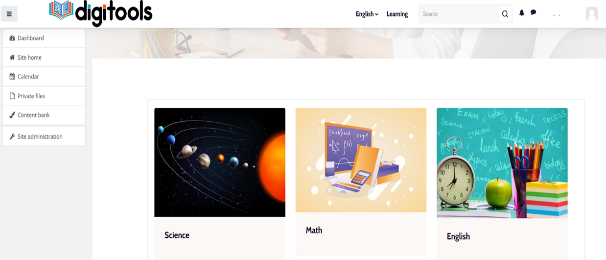 digitools
English
Learning
Search
Dashboard
Site home
Calendar
Private files
Content bank
Site administration
Science
Math
English